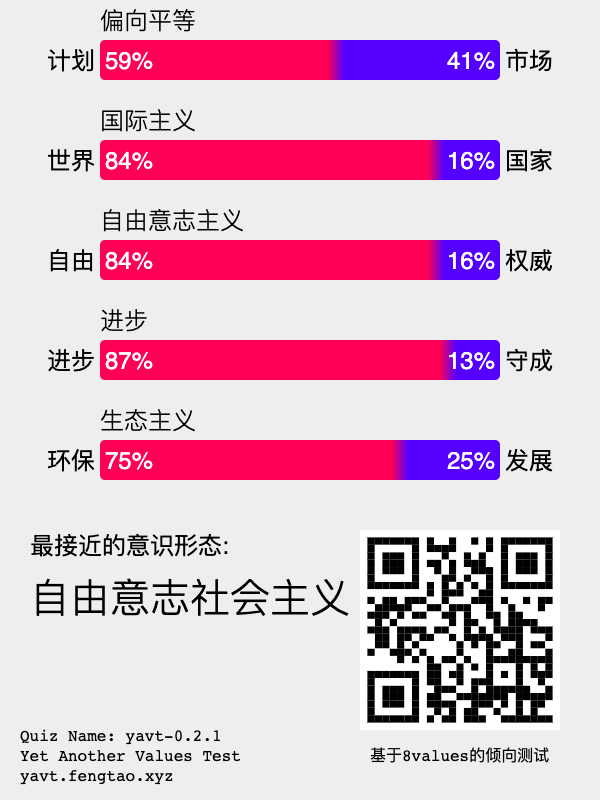 偏向平等
计划 59% 41% 市场
国际主义
世界 84% 16% 国家
自由意志主义
自由 84% 16% 权威
进步
进步 87% 13% 守成
生态主义
环保 75% 25% 发展
最接近的意识形态:
自由意志社会主义
Quiz Name: yavt-0.2.1
Yet Another Values Test
yavt.fengtao.xyz
基于8values的倾向测试